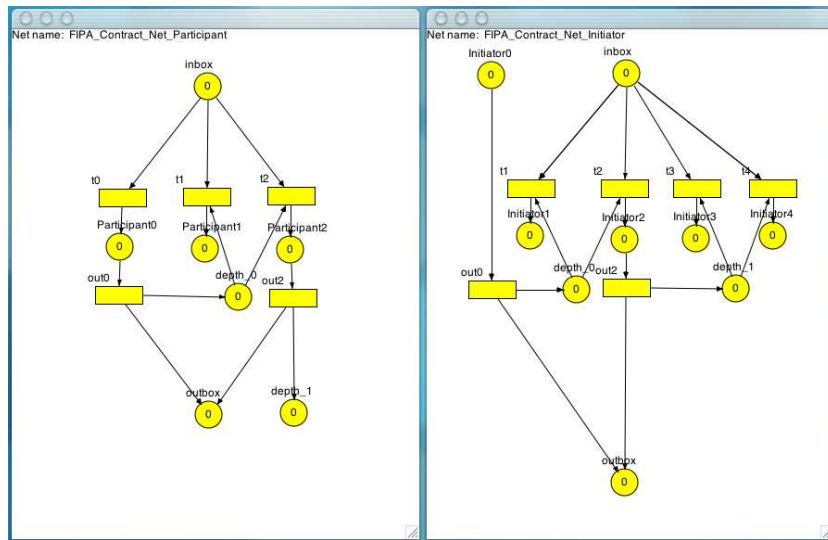 Net name: FIPA_Contract_Net_Participant
inbox
0
t0
t1
t2
Participant0
Participant1
Participant2
0
0
0
out0
depth_0
out2
0
outbox
depth_1
0
0
Net name: FIPA_Contract_Net_Initiator
Initiator0
inbox
0
0
t1
t2
t3
t4
Initiator1
Initiator2
Initiator3
Initiator4
0
0
0
0
out0
depth_0
out2
depth_1
0
0
outbox
0